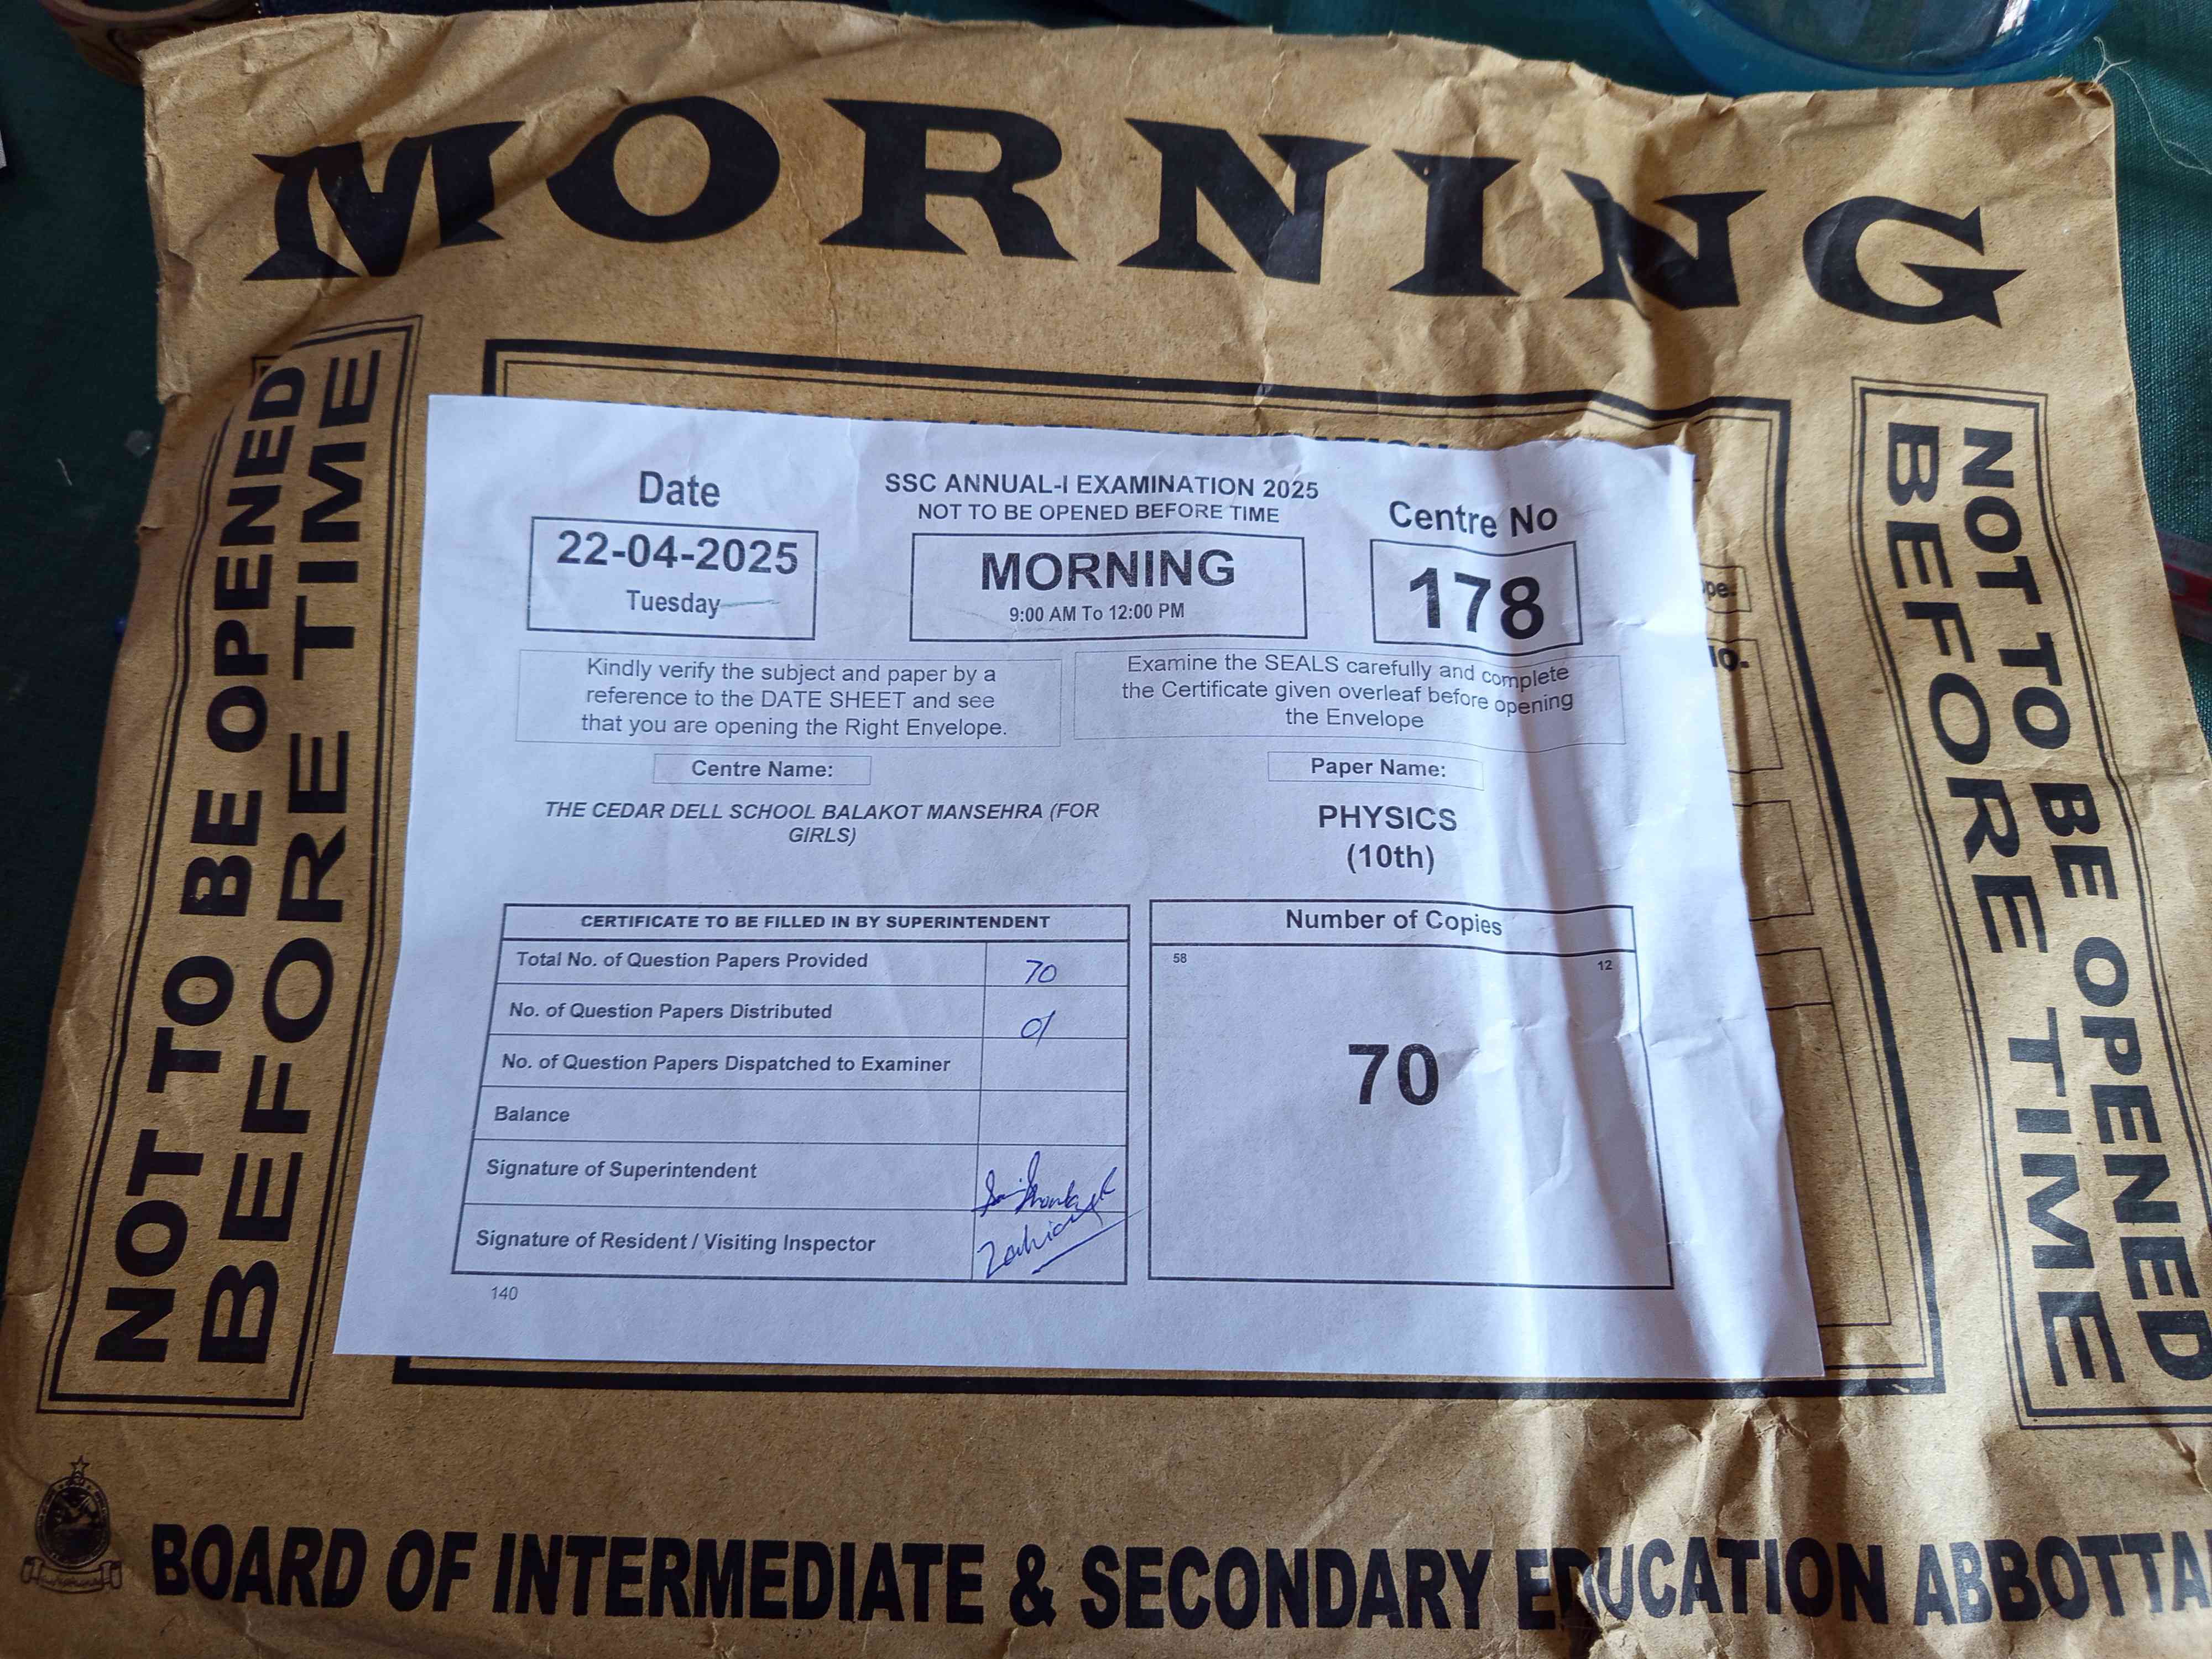 MORNING
NOT TO BE OPENED
BEFORE TIME
Date
22-04-2025
Tuesday
SSC ANNUAL-I EXAMINATION 2025
NOT TO BE OPENED BEFORE TIME
MORNING
9:00 AM To 12:00 PM
Centre No
178
Kindly verify the subject and paper by a
reference to the DATE SHEET and see
that you are opening the Right Envelope.
Examine the SEALS carefully and complete
the Certificate given overleaf before opening
the Envelope
Centre Name:
THE CEDAR DELL SCHOOL BALAKOT MANSEHRA (FOR
GIRLS)
Paper Name:
PHYSICS
(10th)
CERTIFICATE TO BE FILLED IN BY SUPERINTENDENT
Total No. of Question Papers Provided 70
No. of Question Papers Distributed 01
No. of Question Papers Dispatched to Examiner
Balance
Signature of Superintendent
Signature of Resident / Visiting Inspector
140
Number of Copies
58 12
70
NOT TO BE OPENED
BEFORE TIME
BOARD OF INTERMEDIATE & SECONDARY EDUCATION ABBOTTA